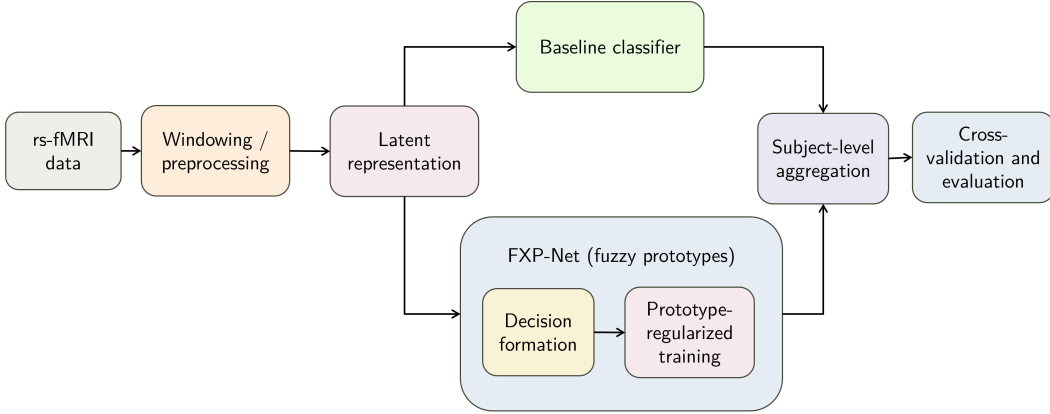 Baseline classifier
rs-fMRI
data
Windowing /
preprocessing
Latent
representation
Subject-level
aggregation
Cross-
validation and
evaluation
FXP-Net (fuzzy prototypes)
Decision
formation
Prototype-
regularized
training